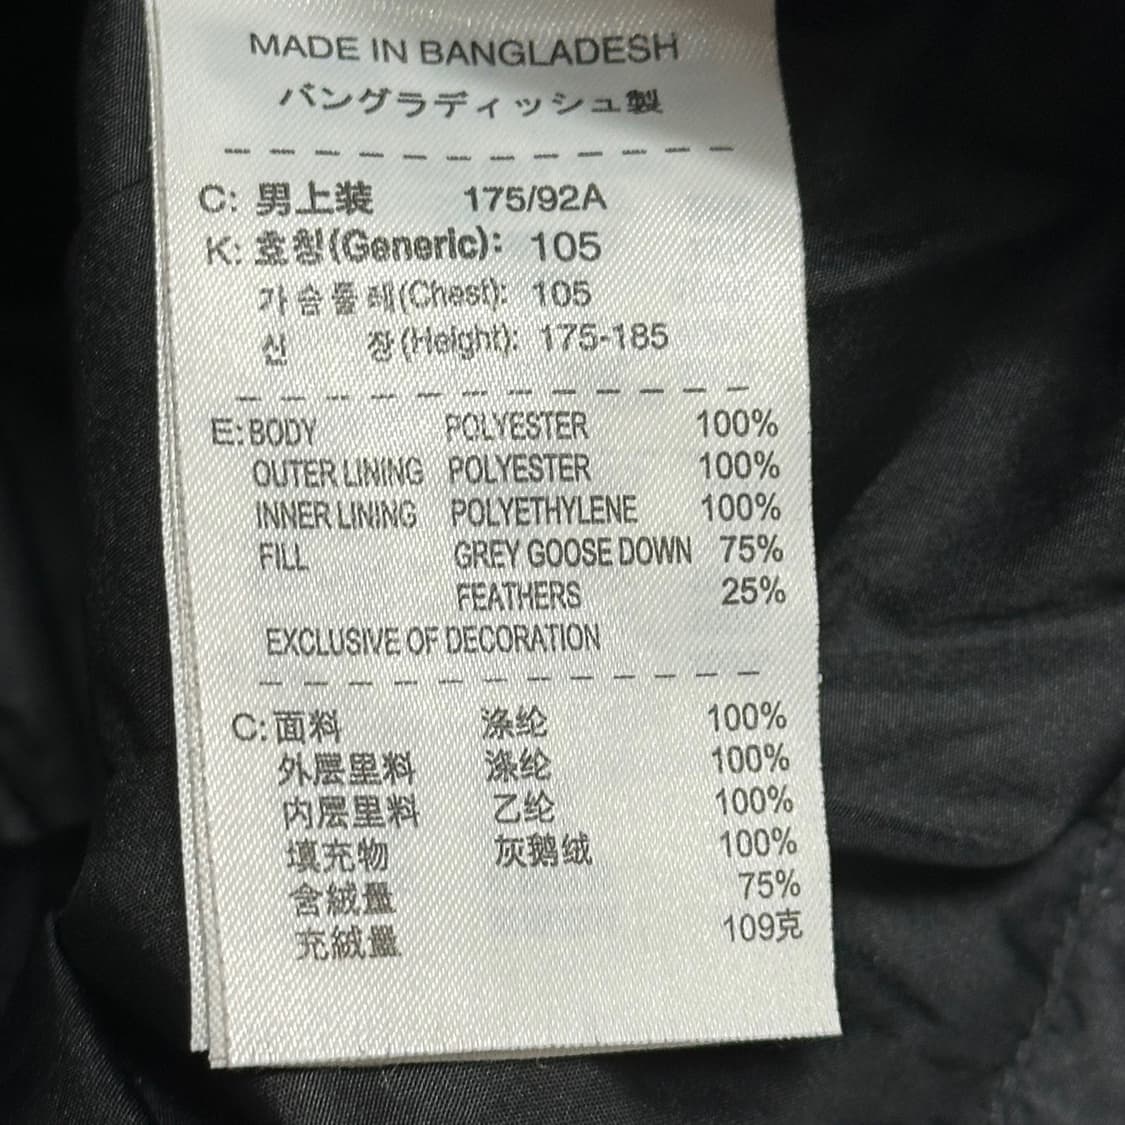 MADE IN BANGLADESH
バングラディッシュ製
C: 男上装 175/92A
K: 호칭(Generic): 105
가슴둘레(Chest): 105
신 장(Height): 175-185
E: BODY POLYESTER 100%
OUTER LINING POLYESTER 100%
INNER LINING POLYETHYLENE 100%
FILL GREY GOOSE DOWN 75%
FEATHERS 25%
EXCLUSIVE OF DECORATION
C: 面料 涤纶 100%
外层里料 涤纶 100%
内层里料 乙纶 100%
填充物 灰鹅绒 100%
含絨量 75%
充絨量 109克